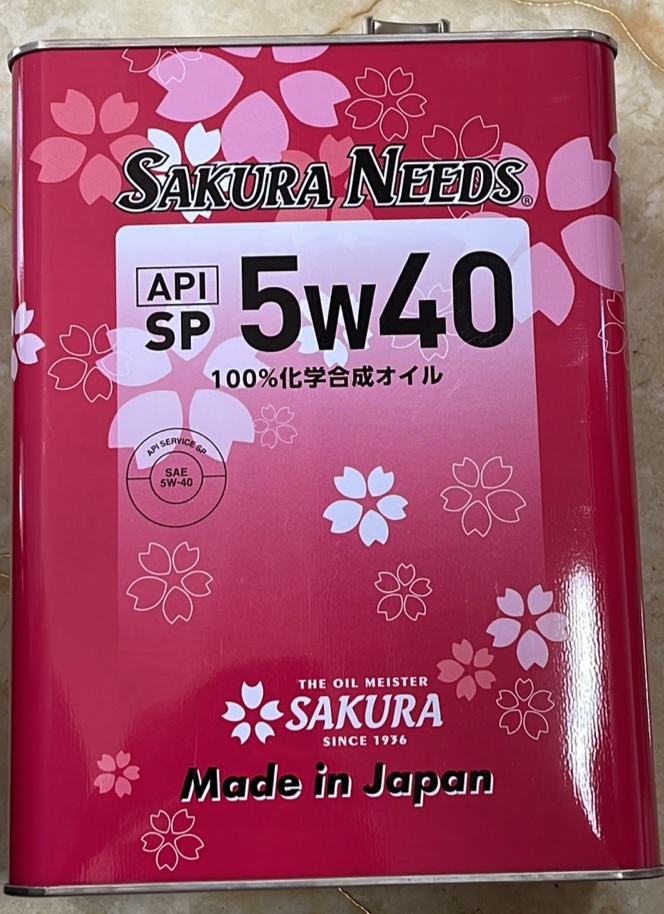 SAKURA NEEDS®
API
SP
5W40
100%化学合成オイル
API SERVICE SP
SAE
5W-40
THE OIL MEISTER
SAKURA
SINCE 1936
Made in Japan